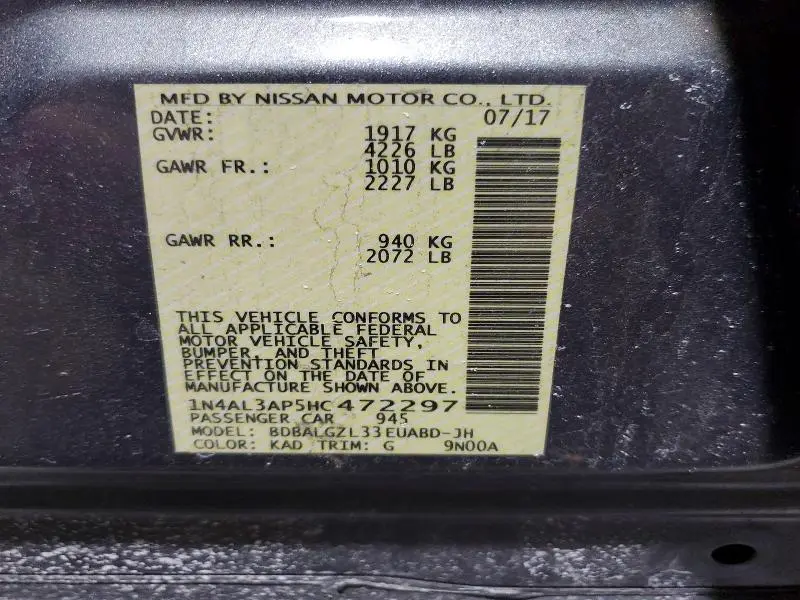 MFD BY NISSAN MOTOR CO., LTD.
DATE: 07/17
GVWR: 1917 KG
4226 LB
GAWR FR.: 1010 KG
2227 LB
GAWR RR.: 940 KG
2072 LB
THIS VEHICLE CONFORMS TO
ALL APPLICABLE FEDERAL
MOTOR VEHICLE SAFETY,
BUMPER, AND THEFT
PREVENTION STANDARDS IN
EFFECT ON THE DATE OF
MANUFACTURE SHOWN ABOVE.
1N4AL3AP5HC472297
PASSENGER CAR 945
MODEL: BDBALGZL33EUABD-JH
COLOR: KAD TRIM: G 9N00A